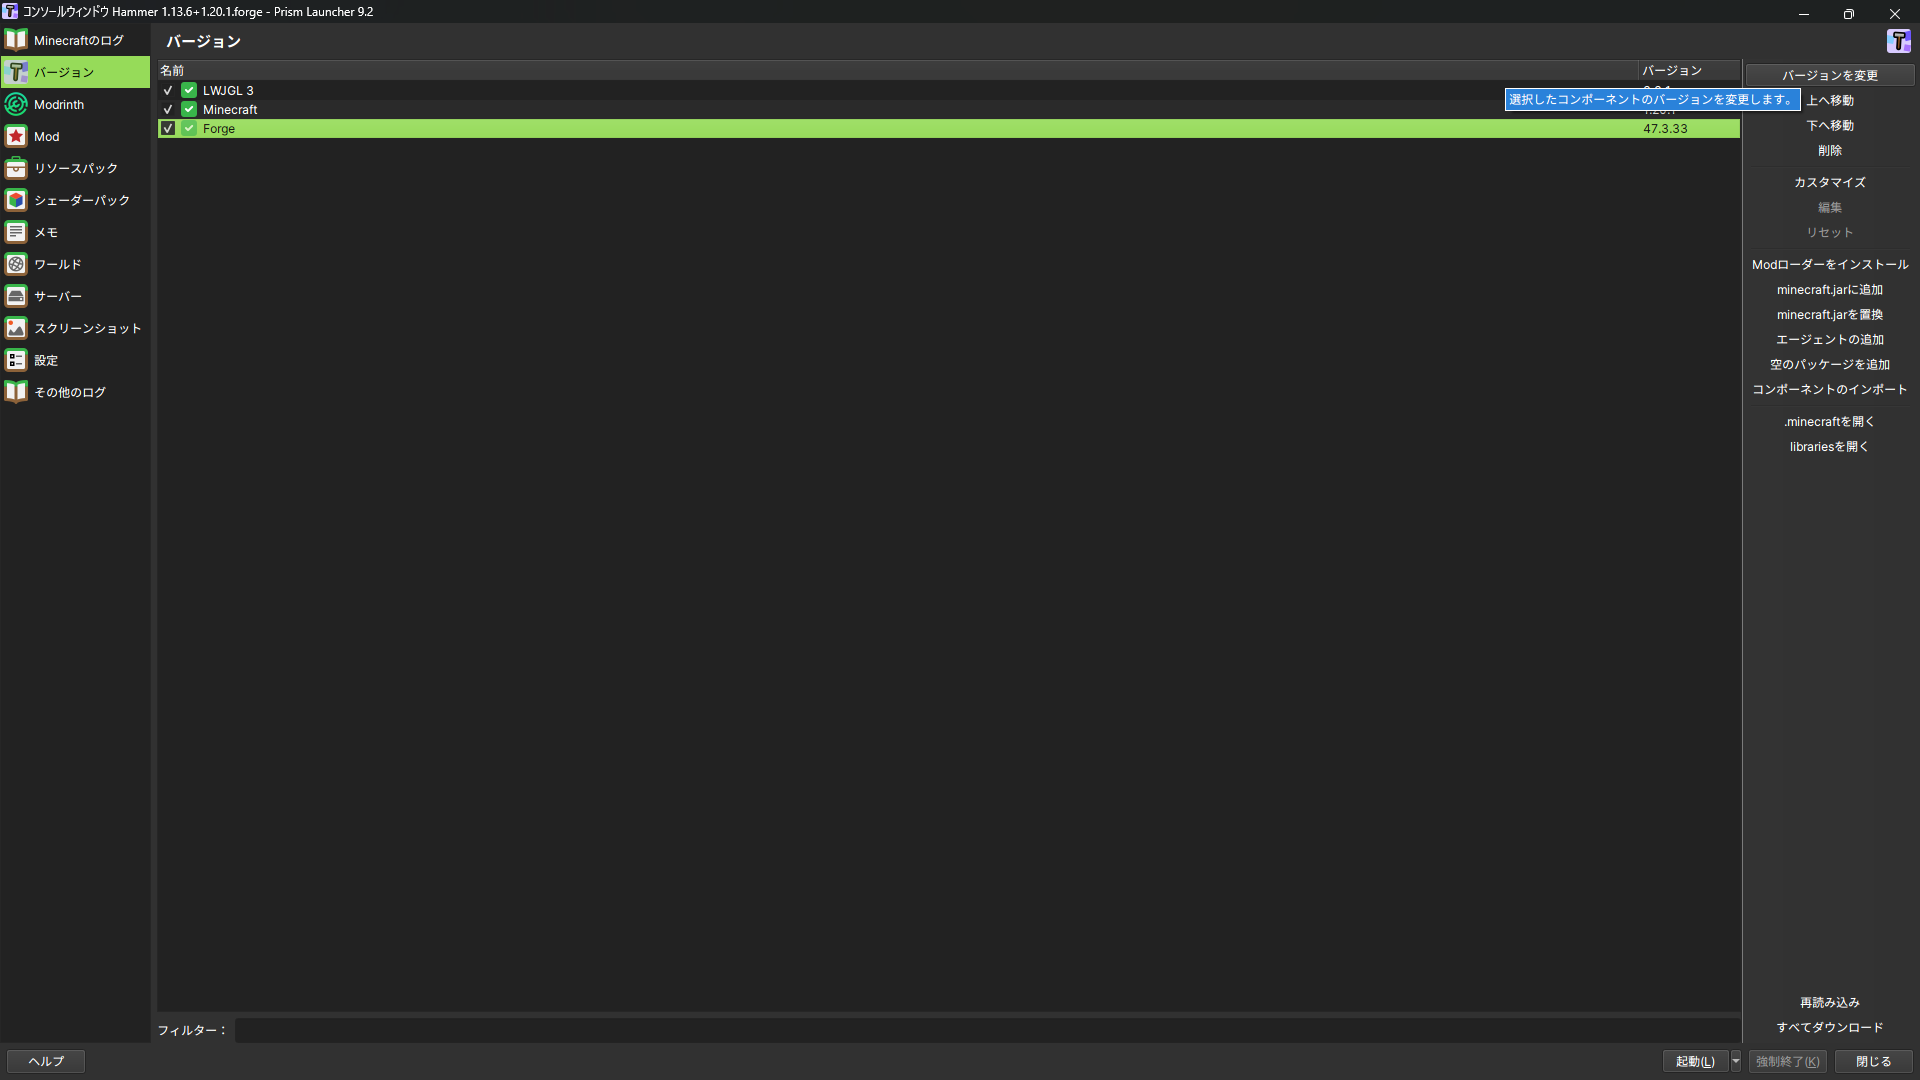 コンソールウィンドウ Hammer 1.13.6+1.20.1.forge - Prism Launcher 9.2
Minecraftのログ
バージョン
Modrinth
Mod
リソースパック
シェーダーパック
メモ
ワールド
サーバー
スクリーンショット
設定
その他のログ
バージョン
名前 バージョン
LWJGL 3
Minecraft
Forge 47.3.33
選択したコンポーネントのバージョンを変更します。
バージョンを変更
上へ移動
下へ移動
削除
カスタマイズ
編集
リセット
Modローダーをインストール
minecraft.jarに追加
minecraft.jarを置換
エージェントの追加
空のパッケージを追加
コンポーネントのインポート
.minecraftを開く
librariesを開く
再読み込み
すべてダウンロード
フィルター：
ヘルプ 起動(L) 強制終了(K) 閉じる